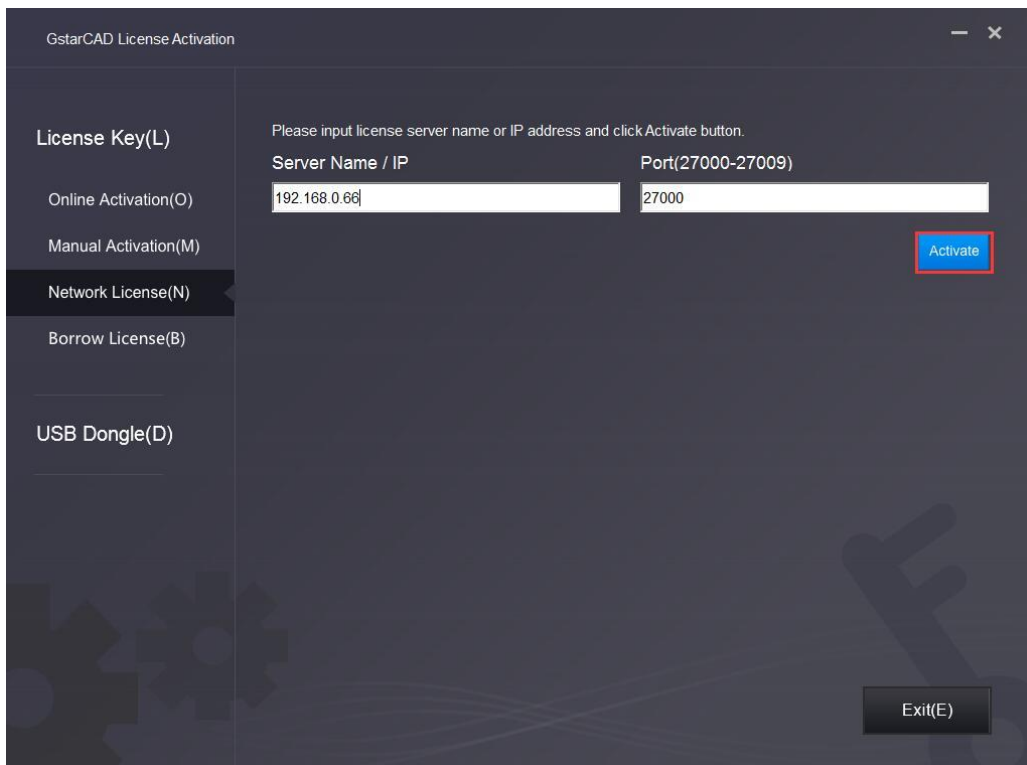 GstarCAD License Activation
License Key(L)
Online Activation(O)
Manual Activation(M)
Network License(N)
Borrow License(B)
USB Dongle(D)
Please input license server name or IP address and click Activate button.
Server Name / IP
Port(27000-27009)
192.168.0.66
27000
Activate
Exit(E)